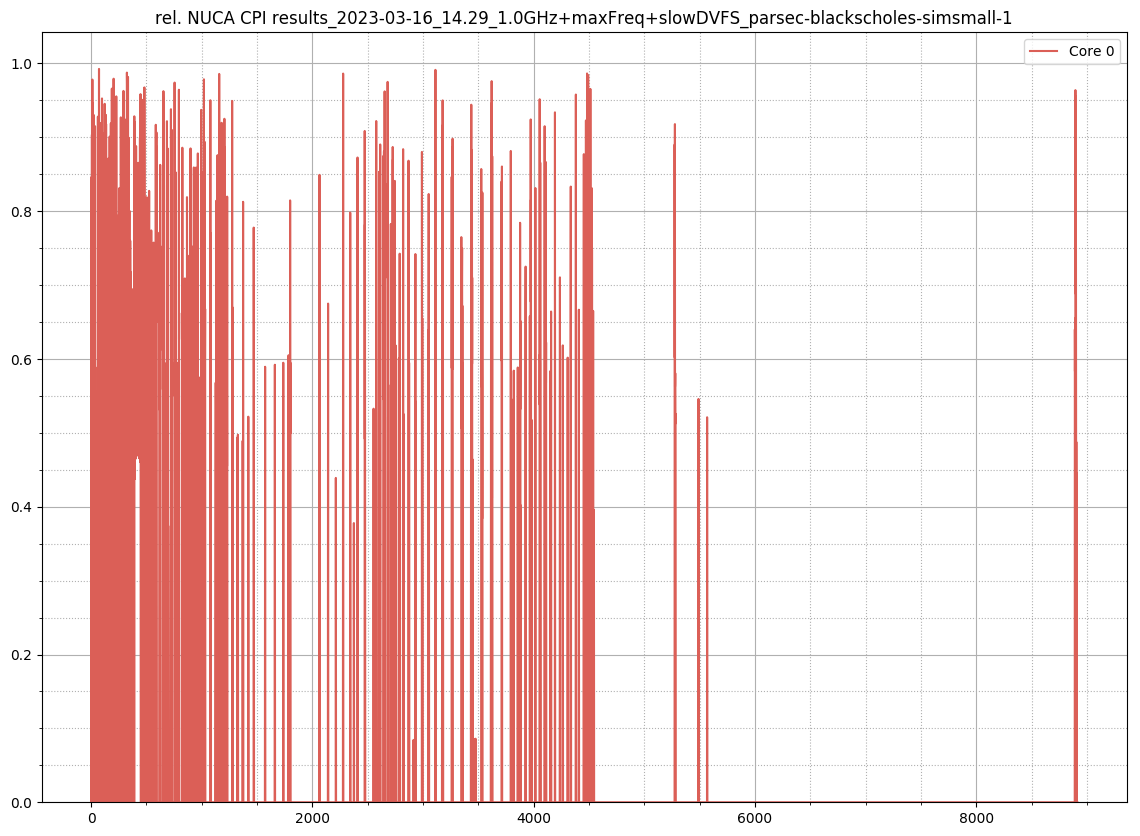 rel. NUCA CPI results_2023-03-16_14.29_1.0GHz+maxFreq+slowDVFS_parsec-blackscholes-simsmall-1
Core 0
1.0
0.8
0.6
0.4
0.2
0.0
0 2000 4000 6000 8000